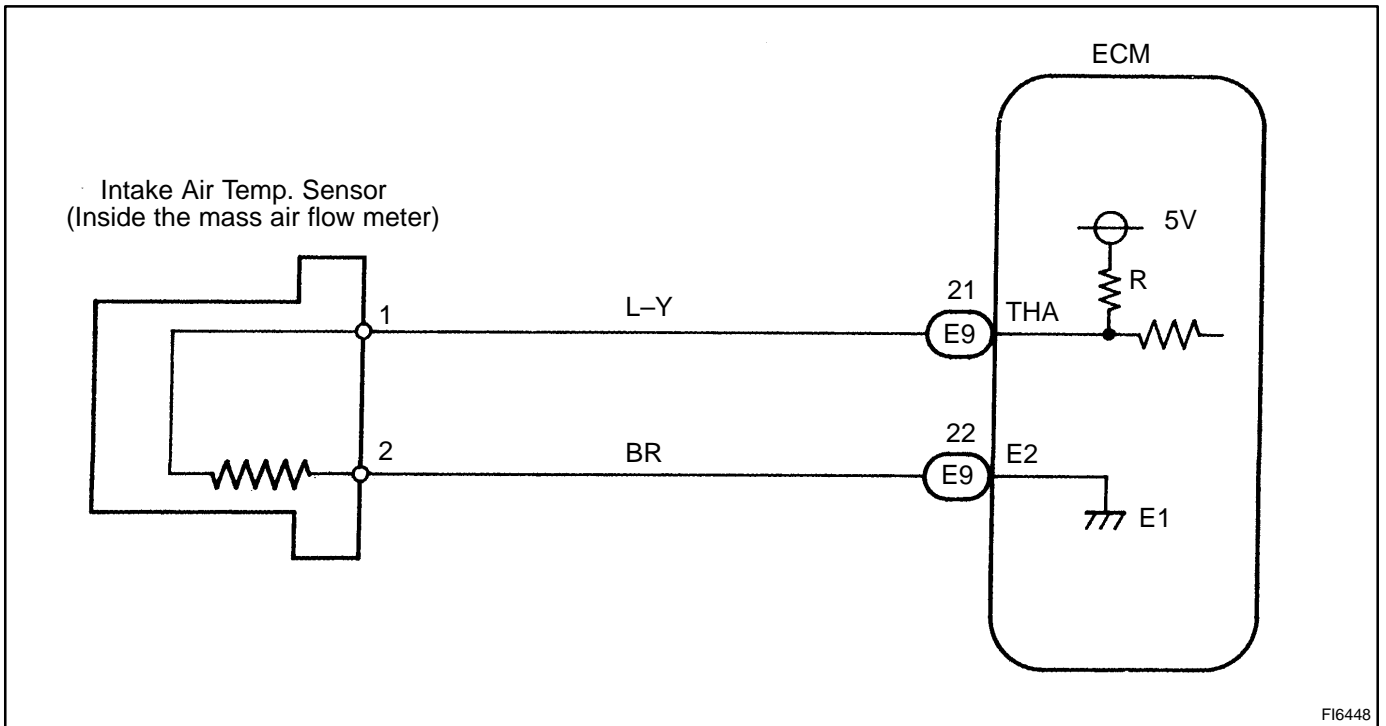 ECM
Intake Air Temp. Sensor
(Inside the mass air flow meter)
5V
R
1
L–Y
21
E9
THA
2
BR
22
E9
E2
E1
FI6448